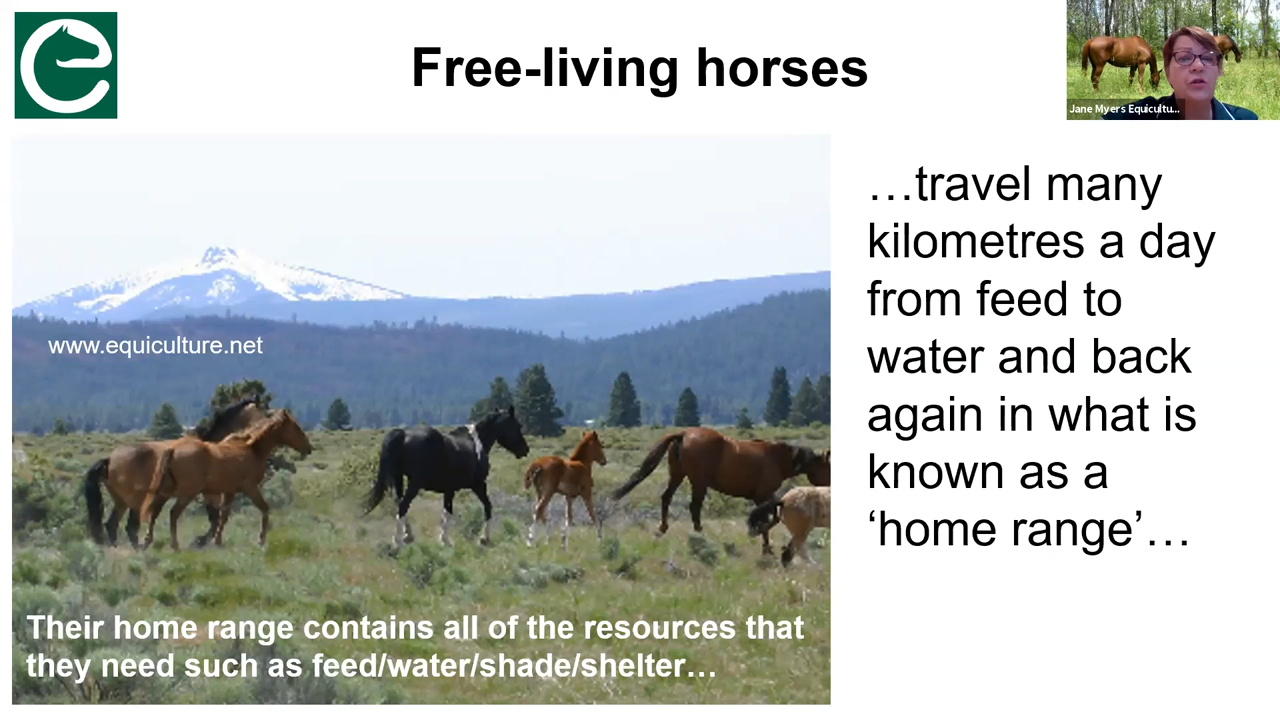 Free-living horses
Jane Myers Equicultu...
…travel many
kilometres a day
from feed to
water and back
again in what is
known as a
‘home range’…
www.equiculture.net
Their home range contains all of the resources that
they need such as feed/water/shade/shelter…